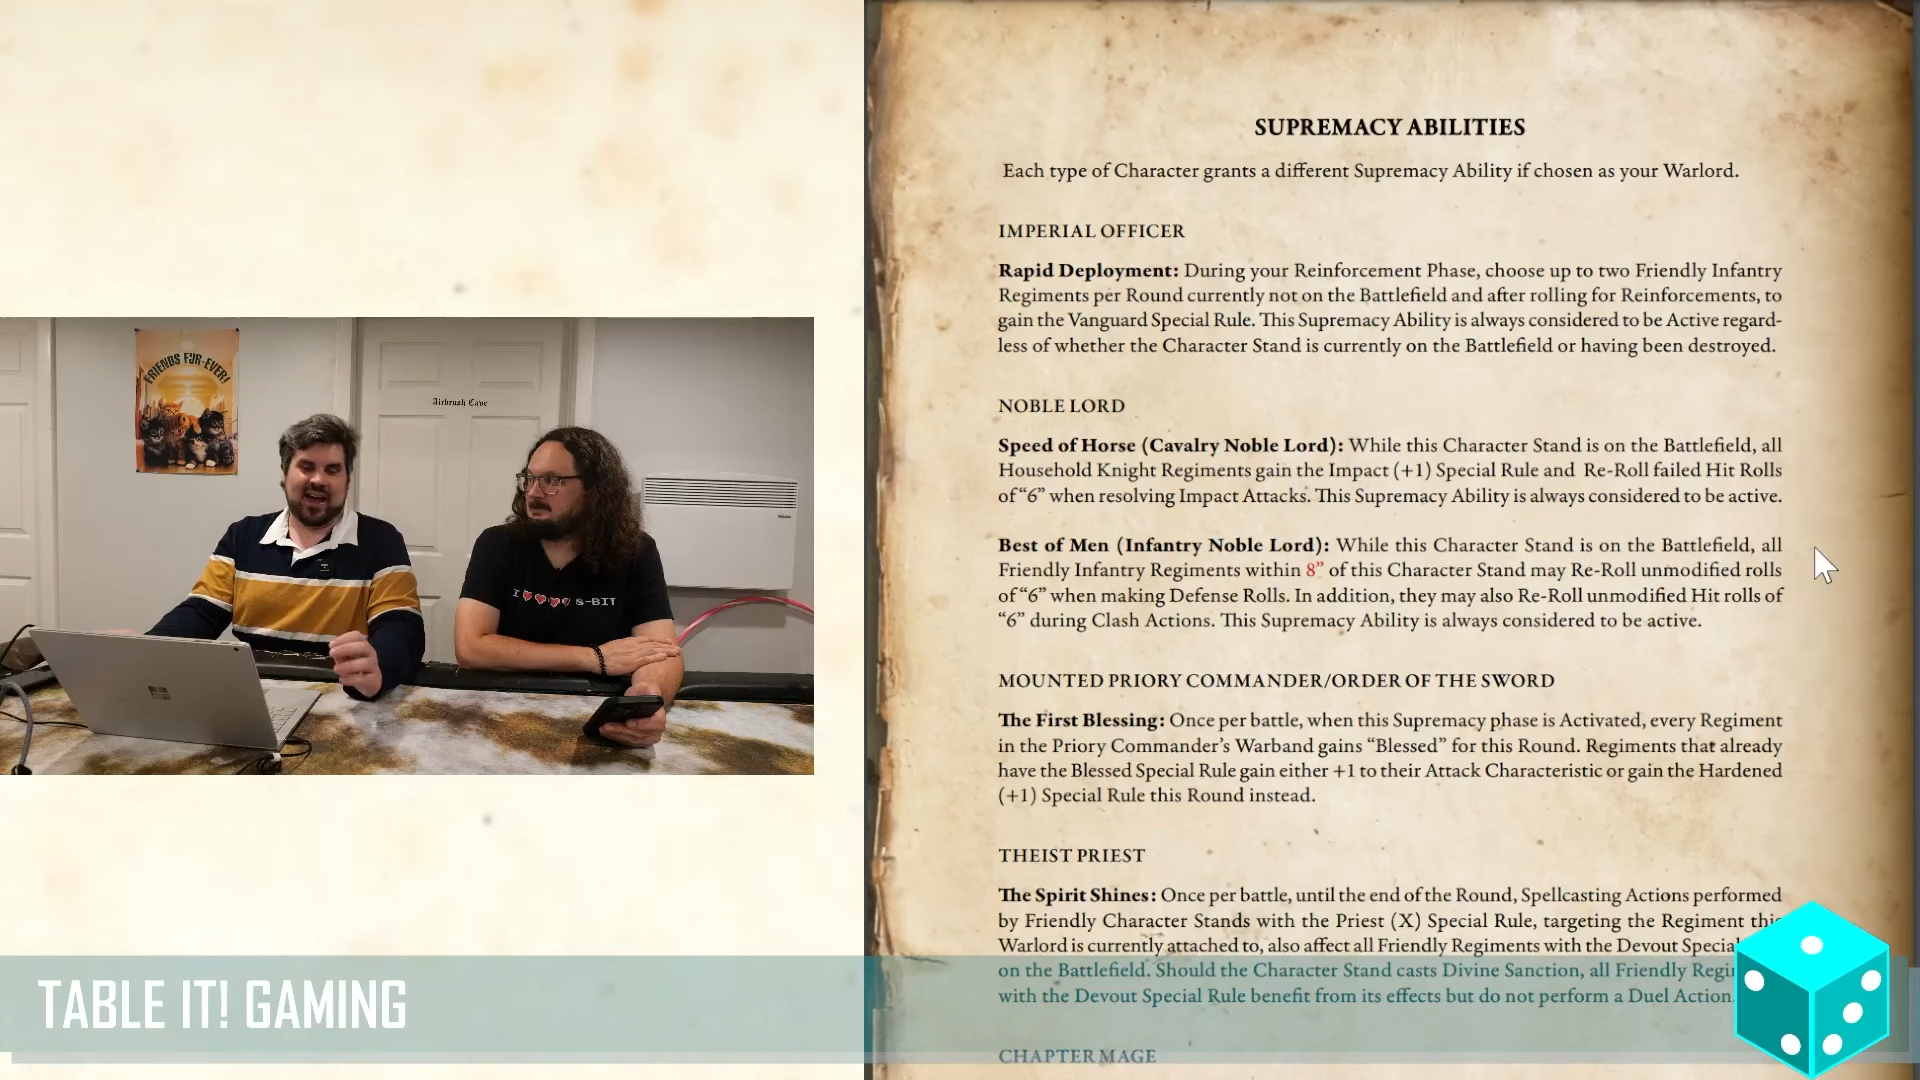 FRIENDS FUR-EVER!
Airbrush Cave
I 8-BIT
TABLE IT! GAMING
SUPREMACY ABILITIES
Each type of Character grants a different Supremacy Ability if chosen as your Warlord.
IMPERIAL OFFICER
Rapid Deployment: During your Reinforcement Phase, choose up to two Friendly Infantry
Regiments per Round currently not on the Battlefield and after rolling for Reinforcements, to
gain the Vanguard Special Rule. This Supremacy Ability is always considered to be Active regard-
less of whether the Character Stand is currently on the Battlefield or having been destroyed.
NOBLE LORD
Speed of Horse (Cavalry Noble Lord): While this Character Stand is on the Battlefield, all
Household Knight Regiments gain the Impact (+1) Special Rule and Re-Roll failed Hit Rolls
of “6” when resolving Impact Attacks. This Supremacy Ability is always considered to be active.
Best of Men (Infantry Noble Lord): While this Character Stand is on the Battlefield, all
Friendly Infantry Regiments within 8” of this Character Stand may Re-Roll unmodified rolls
of “6” when making Defense Rolls. In addition, they may also Re-Roll unmodified Hit rolls of
“6” during Clash Actions. This Supremacy Ability is always considered to be active.
MOUNTED PRIORY COMMANDER/ORDER OF THE SWORD
The First Blessing: Once per battle, when this Supremacy phase is Activated, every Regiment
in the Priory Commander’s Warband gains “Blessed” for this Round. Regiments that already
have the Blessed Special Rule gain either +1 to their Attack Characteristic or gain the Hardened
(+1) Special Rule this Round instead.
THEIST PRIEST
The Spirit Shines: Once per battle, until the end of the Round, Spellcasting Actions performed
by Friendly Character Stands with the Priest (X) Special Rule, targeting the Regiment this
Warlord is currently attached to, also affect all Friendly Regiments with the Devout Special
on the Battlefield. Should the Character Stand casts Divine Sanction, all Friendly Regi
with the Devout Special Rule benefit from its effects but do not perform a Duel Action.
CHAPTER MAGE